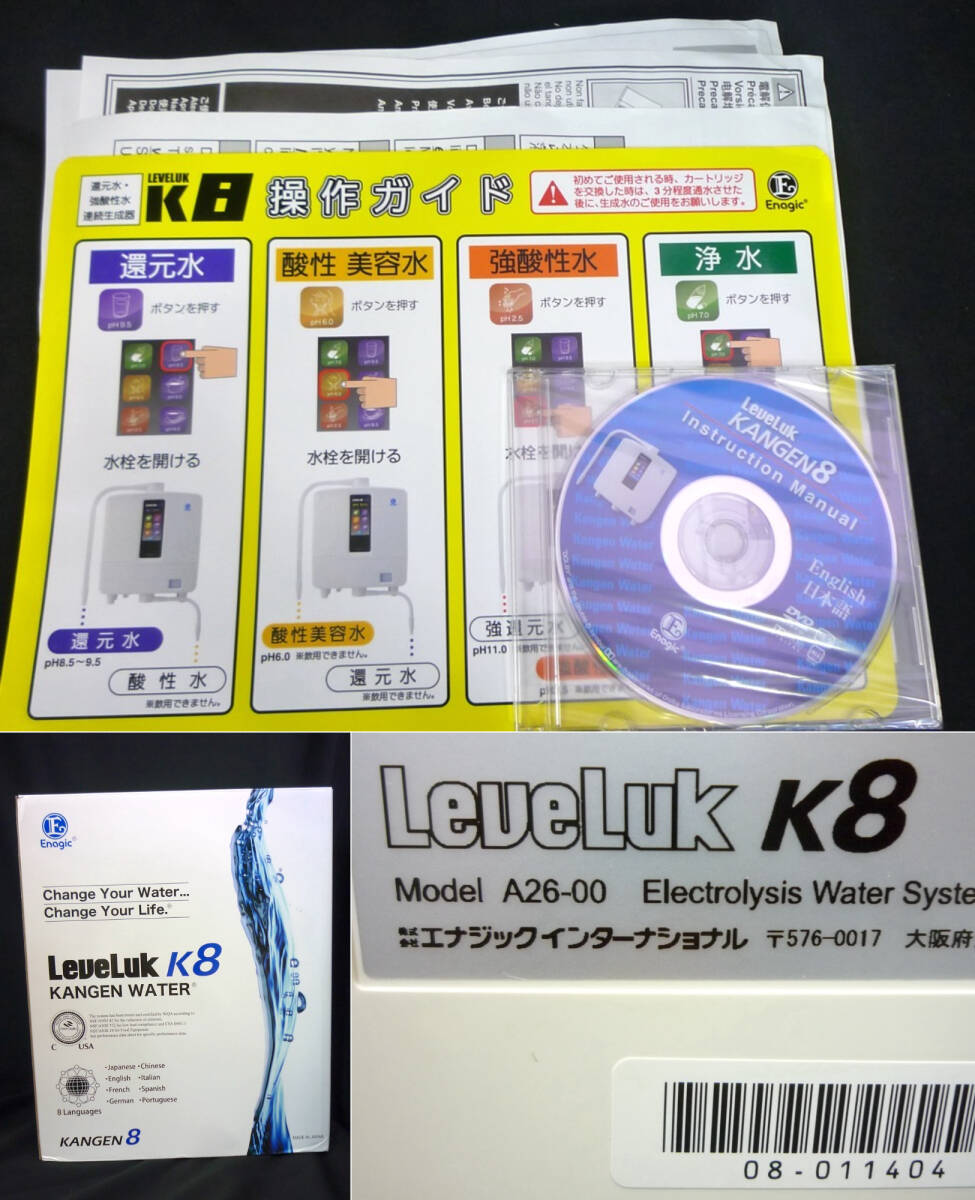 還元水・
強酸性水
連続生成器
LEVELUK
K8
操作ガイド
初めてご使用される時、カートリッジ
を交換した時は、3分程度通水させた
後に、生成水のご使用をお願いします。
Enagic®
還元水
pH9.5
ボタンを押す
水栓を開ける
還元水
pH8.5～9.5
酸性水
※飲用できません。
酸性 美容水
pH6.0
ボタンを押す
水栓を開ける
酸性美容水
pH6.0 ※飲用できません。
還元水
※飲用できません。
強酸性水
pH2.5
ボタンを押す
水栓を開
強還元水
pH11.0
浄水
pH7.0
ボタンを押す
LeveLuk
KANGEN8
Instruction Manual
Kangen Water
English
日本語
DVD
Enagic®
Enagic®
Change Your Water...
Change Your Life.®
LeveLuk K8
KANGEN WATER®
C USA
8 Languages
・Japanese ・Chinese
・English ・Italian
・French ・Spanish
・German ・Portuguese
KANGEN 8
MADE IN JAPAN
LeveLuk K8
Model A26-00 Electrolysis Water Syste
株式会社エナジックインターナショナル 〒576-0017 大阪府
08-011404